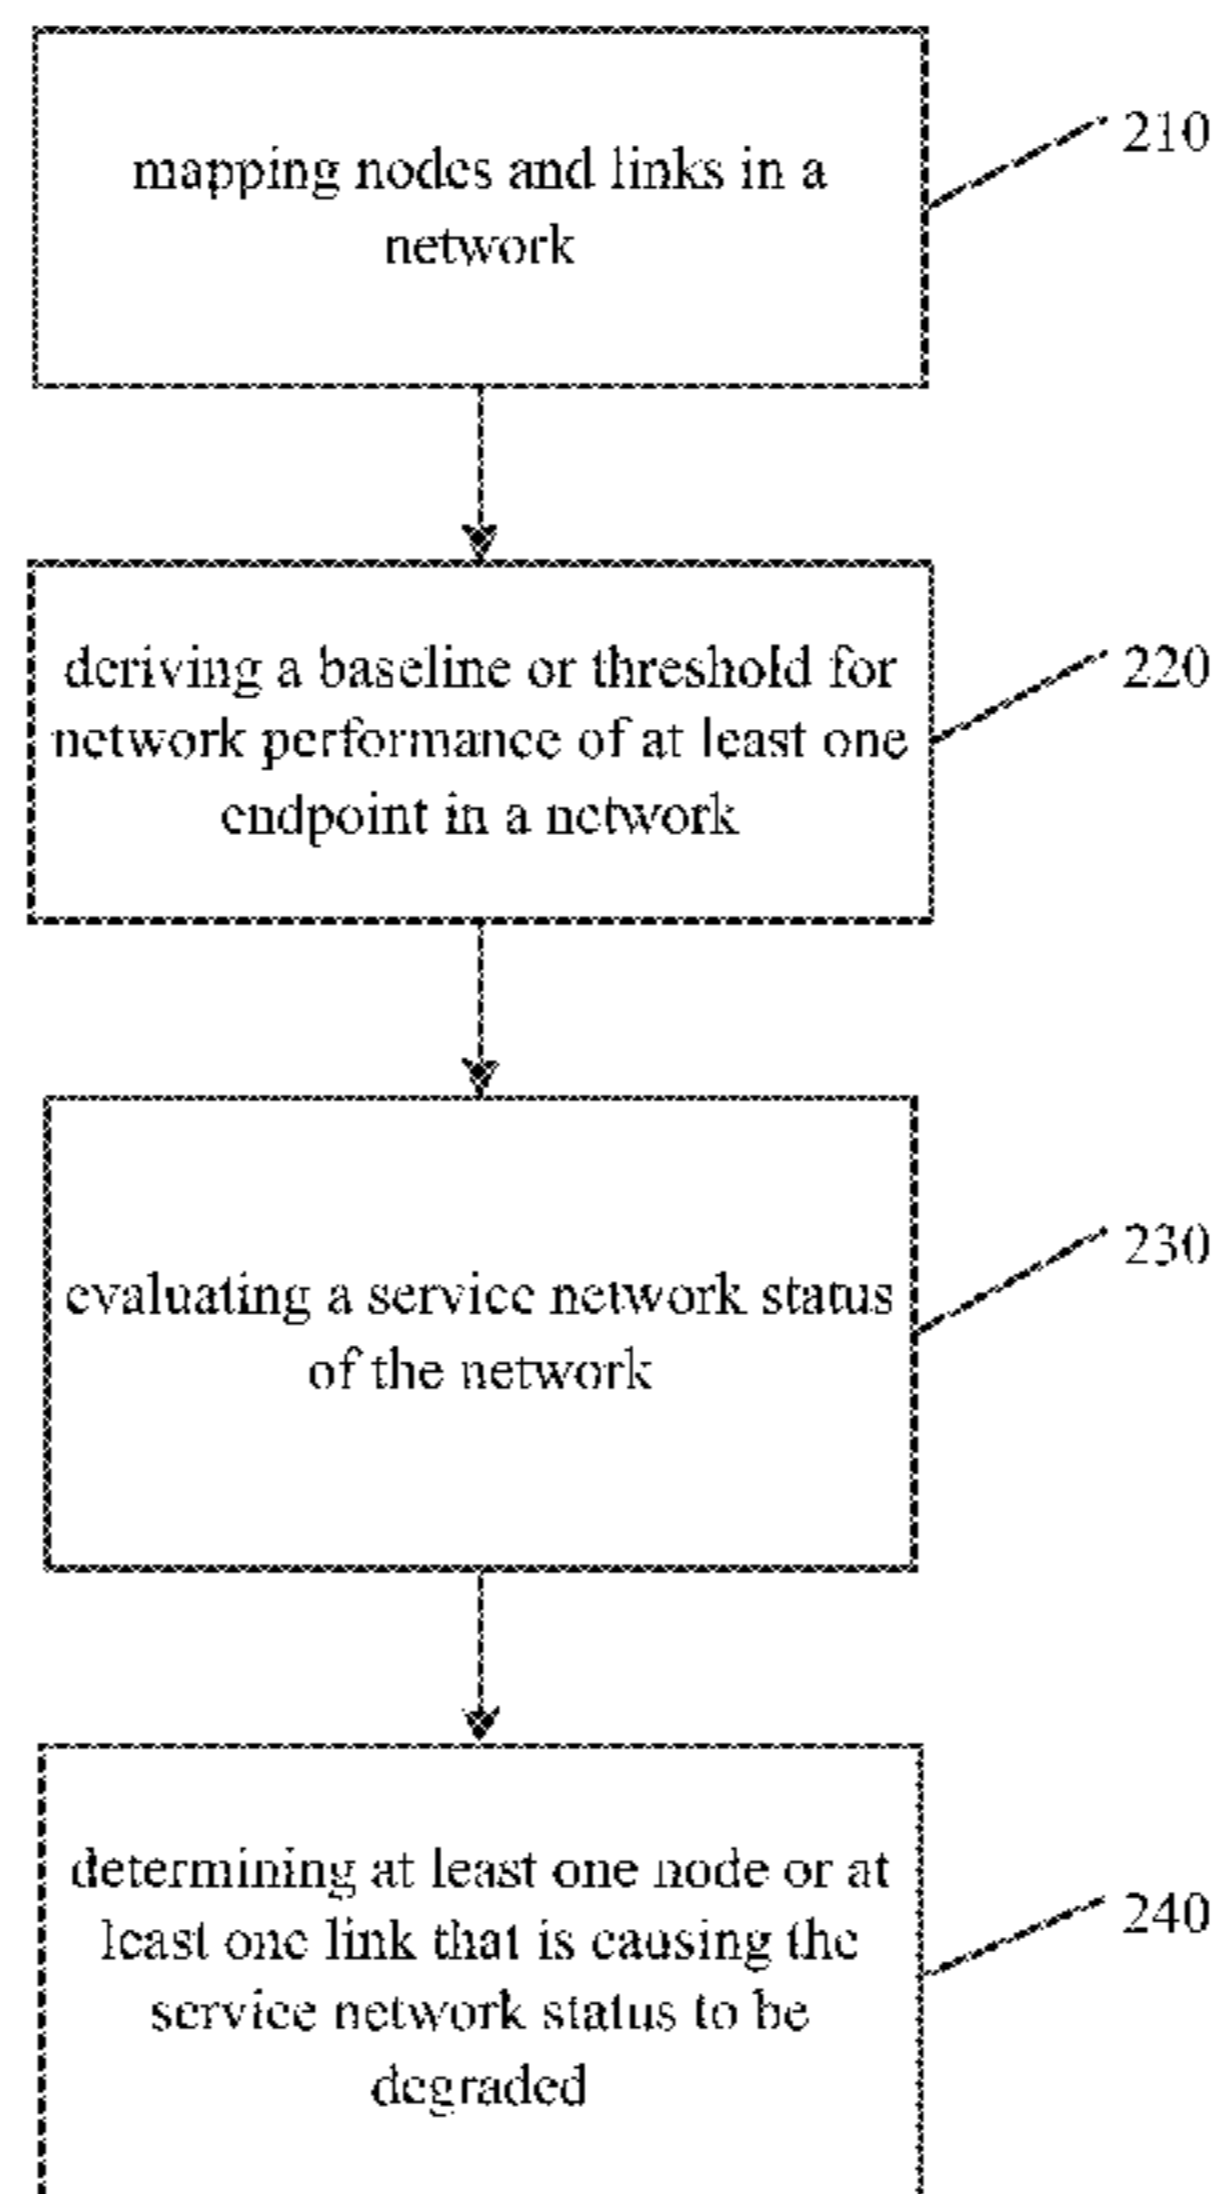 mapping nodes and links in a
network
210
deriving a baseline or threshold for
network performance of at least one
endpoint in a network
220
evaluating a service network status
of the network
230
determining at least one node or at
least one link that is causing the
service network status to be
degraded
240